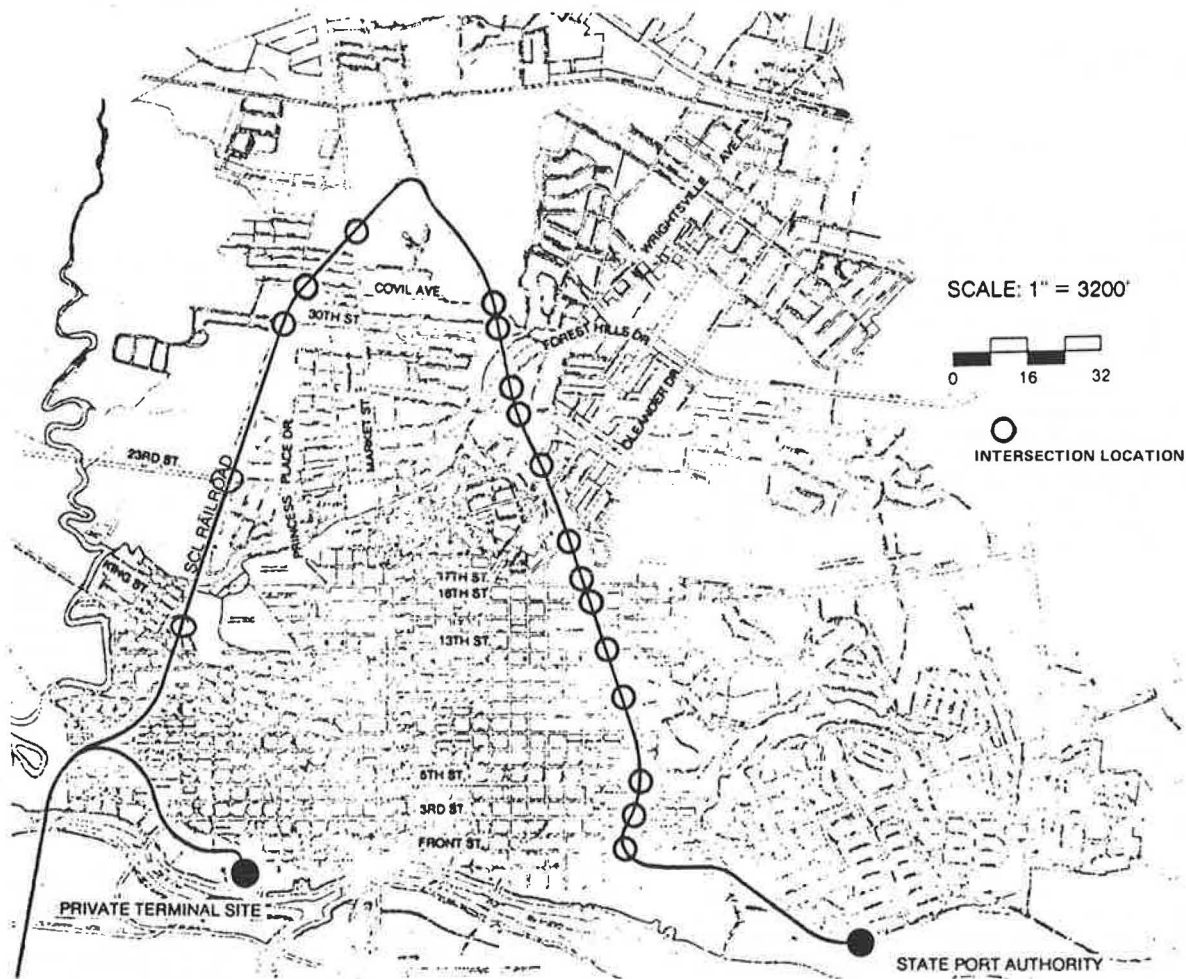 WRIGHTSVILLE AVE
COVIL AVE.
SCALE: 1" = 3200'
30TH ST.
FOREST HILLS DR
0 16 32
OLEANDER DR.
MARKET ST.
PRINCESS PLACE DR.
INTERSECTION LOCATION
23RD ST.
SCL RAILROAD
KING ST.
17TH ST.
16TH ST.
13TH ST.
5TH ST.
3RD ST.
FRONT ST.
PRIVATE TERMINAL SITE
STATE PORT AUTHORITY